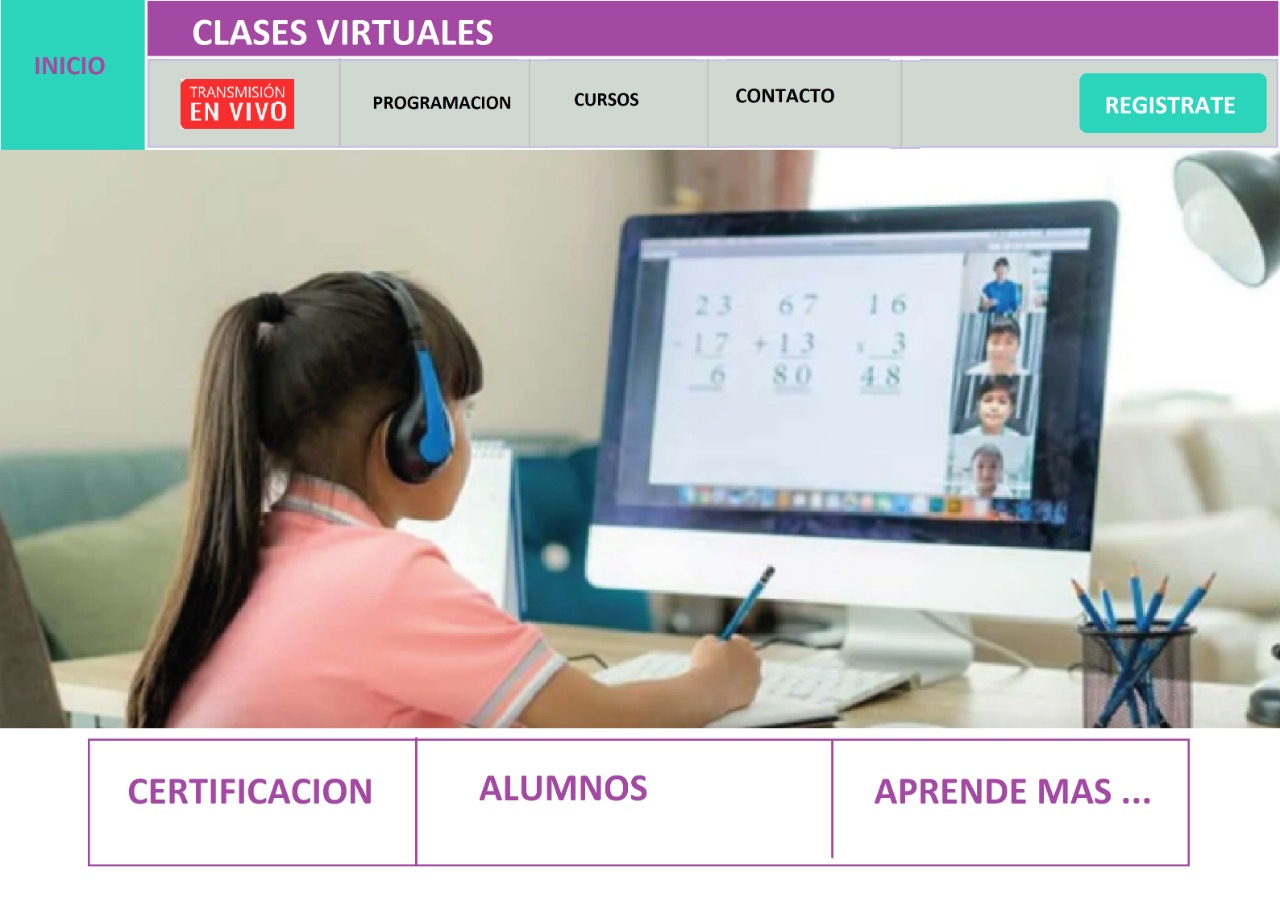 INICIO
CLASES VIRTUALES
TRANSMISIÓN
EN VIVO
PROGRAMACION
CURSOS
CONTACTO
REGISTRATE
23 67 16
- 17 + 13 x 3
6 80 48
CERTIFICACION
ALUMNOS
APRENDE MAS ...